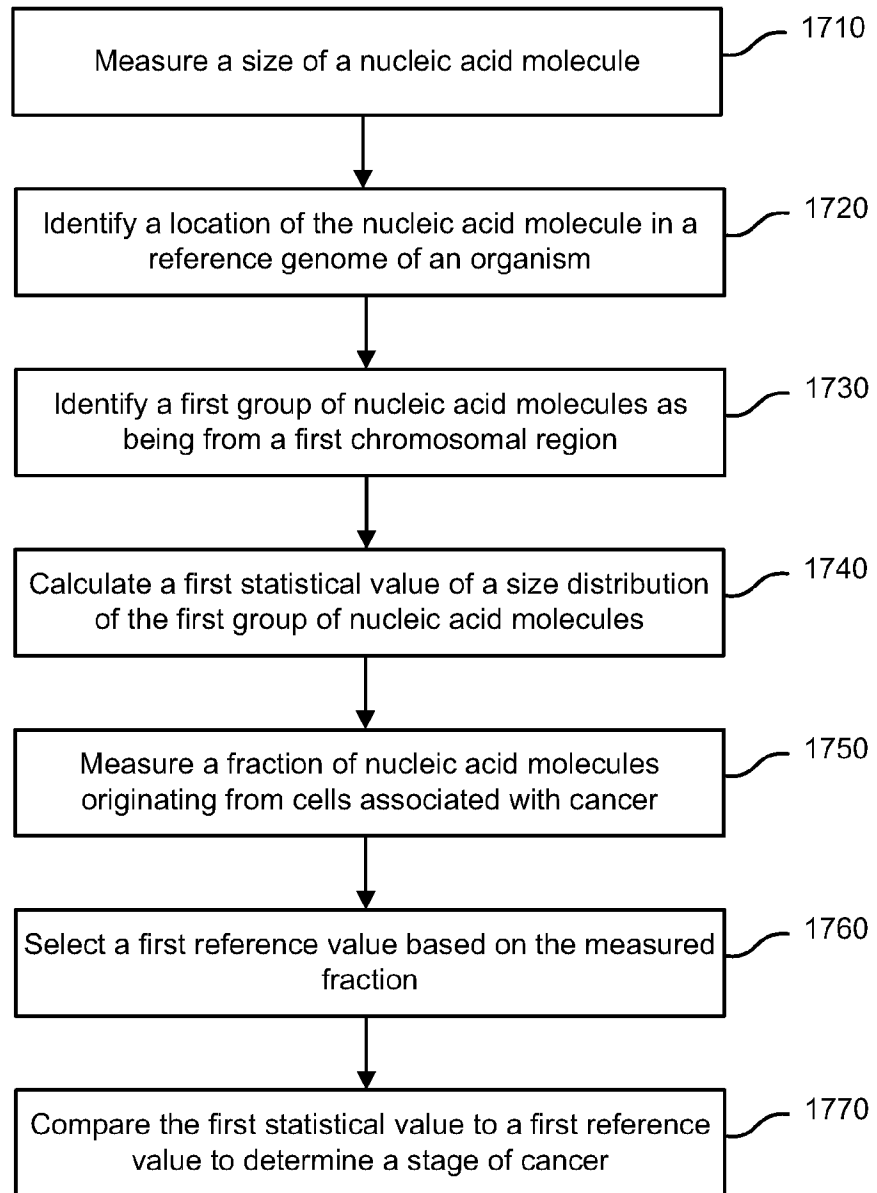 Measure a size of a nucleic acid molecule
1710
Identify a location of the nucleic acid molecule in a
reference genome of an organism
1720
Identify a first group of nucleic acid molecules as
being from a first chromosomal region
1730
Calculate a first statistical value of a size distribution
of the first group of nucleic acid molecules
1740
Measure a fraction of nucleic acid molecules
originating from cells associated with cancer
1750
Select a first reference value based on the measured
fraction
1760
Compare the first statistical value to a first reference
value to determine a stage of cancer
1770